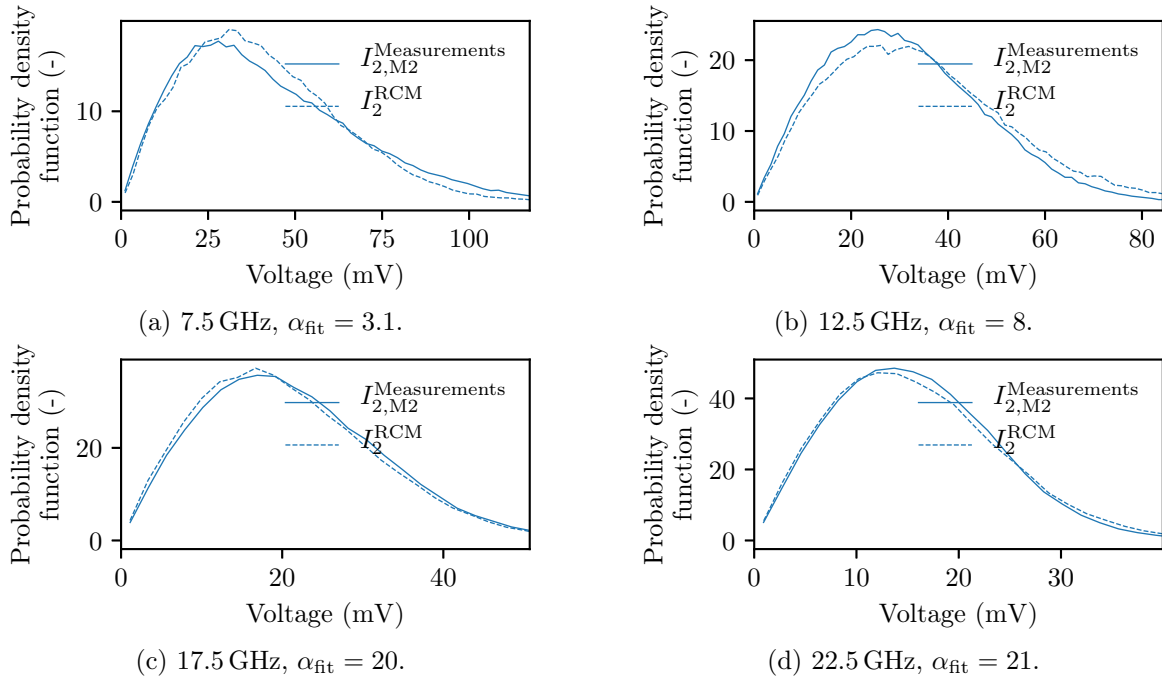 Probability density
function (-)
0
10
I_{2,M2}^{Measurements}
I_2^{RCM}
0 25 50 75 100
Voltage (mV)
(a) 7.5 GHz, α_fit = 3.1.
Probability density
function (-)
0
10
20
I_{2,M2}^{Measurements}
I_2^{RCM}
0 20 40 60 80
Voltage (mV)
(b) 12.5 GHz, α_fit = 8.
Probability density
function (-)
0
20
I_{2,M2}^{Measurements}
I_2^{RCM}
0 20 40
Voltage (mV)
(c) 17.5 GHz, α_fit = 20.
Probability density
function (-)
0
20
40
I_{2,M2}^{Measurements}
I_2^{RCM}
0 10 20 30
Voltage (mV)
(d) 22.5 GHz, α_fit = 21.